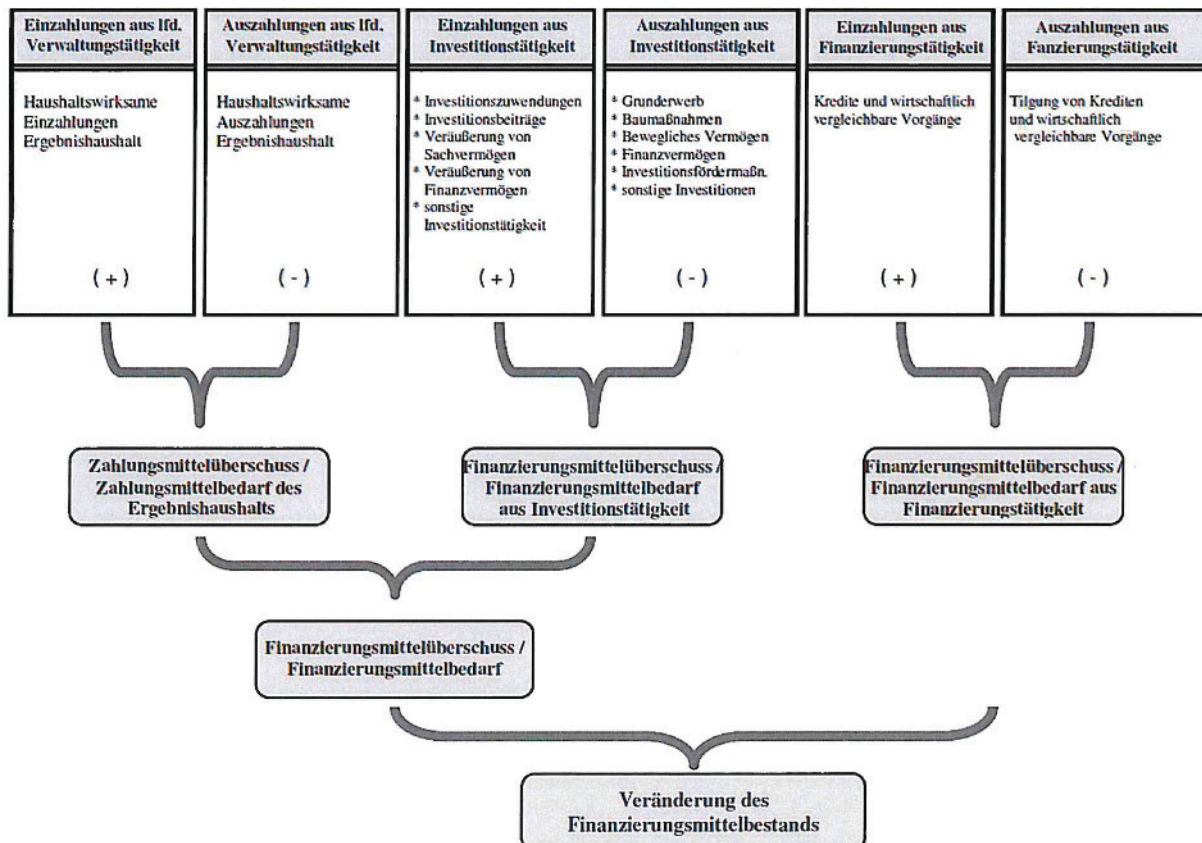 Einzahlungen aus lfd.
Verwaltungstätigkeit
Haushaltswirksame
Einzahlungen
Ergebnishaushalt
(+)
Auszahlungen aus lfd.
Verwaltungstätigkeit
Haushaltswirksame
Auszahlungen
Ergebnishaushalt
(-)
Einzahlungen aus
Investitionstätigkeit
* Investitionszuwendungen
* Investitionsbeiträge
* Veräußerung von
Sachvermögen
* Veräußerung von
Finanzvermögen
* sonstige
Investitionstätigkeit
(+)
Auszahlungen aus
Investitionstätigkeit
* Grunderwerb
* Baumaßnahmen
* Bewegliches Vermögen
* Finanzvermögen
* Investitionsfördermaßn.
* sonstige Investitionen
(-)
Einzahlungen aus
Finanzierungstätigkeit
Kredite und wirtschaftlich
vergleichbare Vorgänge
(+)
Auszahlungen aus
Fanzierungstätigkeit
Tilgung von Krediten
und wirtschaftlich
vergleichbare Vorgänge
(-)
Zahlungsmittelüberschuss /
Zahlungsmittelbedarf des
Ergebnishaushalts
Finanzierungsmittelüberschuss /
Finanzierungsmittelbedarf
aus Investitionstätigkeit
Finanzierungsmittelüberschuss /
Finanzierungsmittelbedarf aus
Finanzierungstätigkeit
Finanzierungsmittelüberschuss /
Finanzierungsmittelbedarf
Veränderung des
Finanzierungsmittelbestands